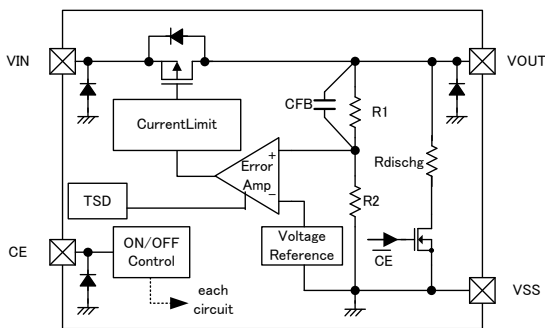 VIN
VOUT
CFB
R1
CurrentLimit
Rdischg
+
Error
Amp
−
TSD
R2
CE
ON/OFF
Control
Voltage
Reference
CE
each
circuit
VSS